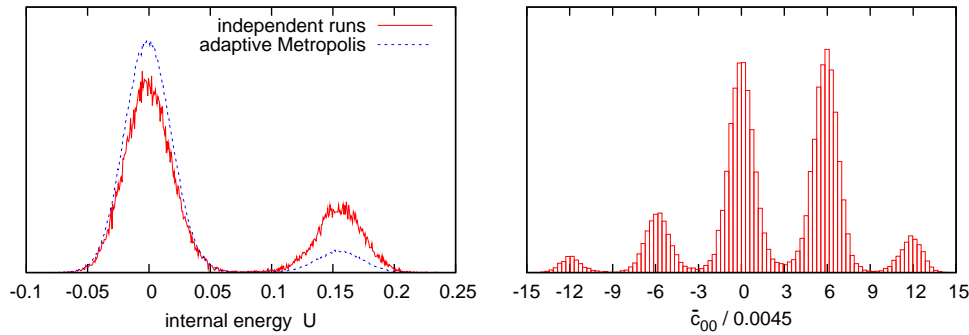 independent runs
adaptive Metropolis
-0.1 -0.05 0 0.05 0.1 0.15 0.2 0.25
internal energy U
-15 -12 -9 -6 -3 0 3 6 9 12 15
c̄₀₀ / 0.0045